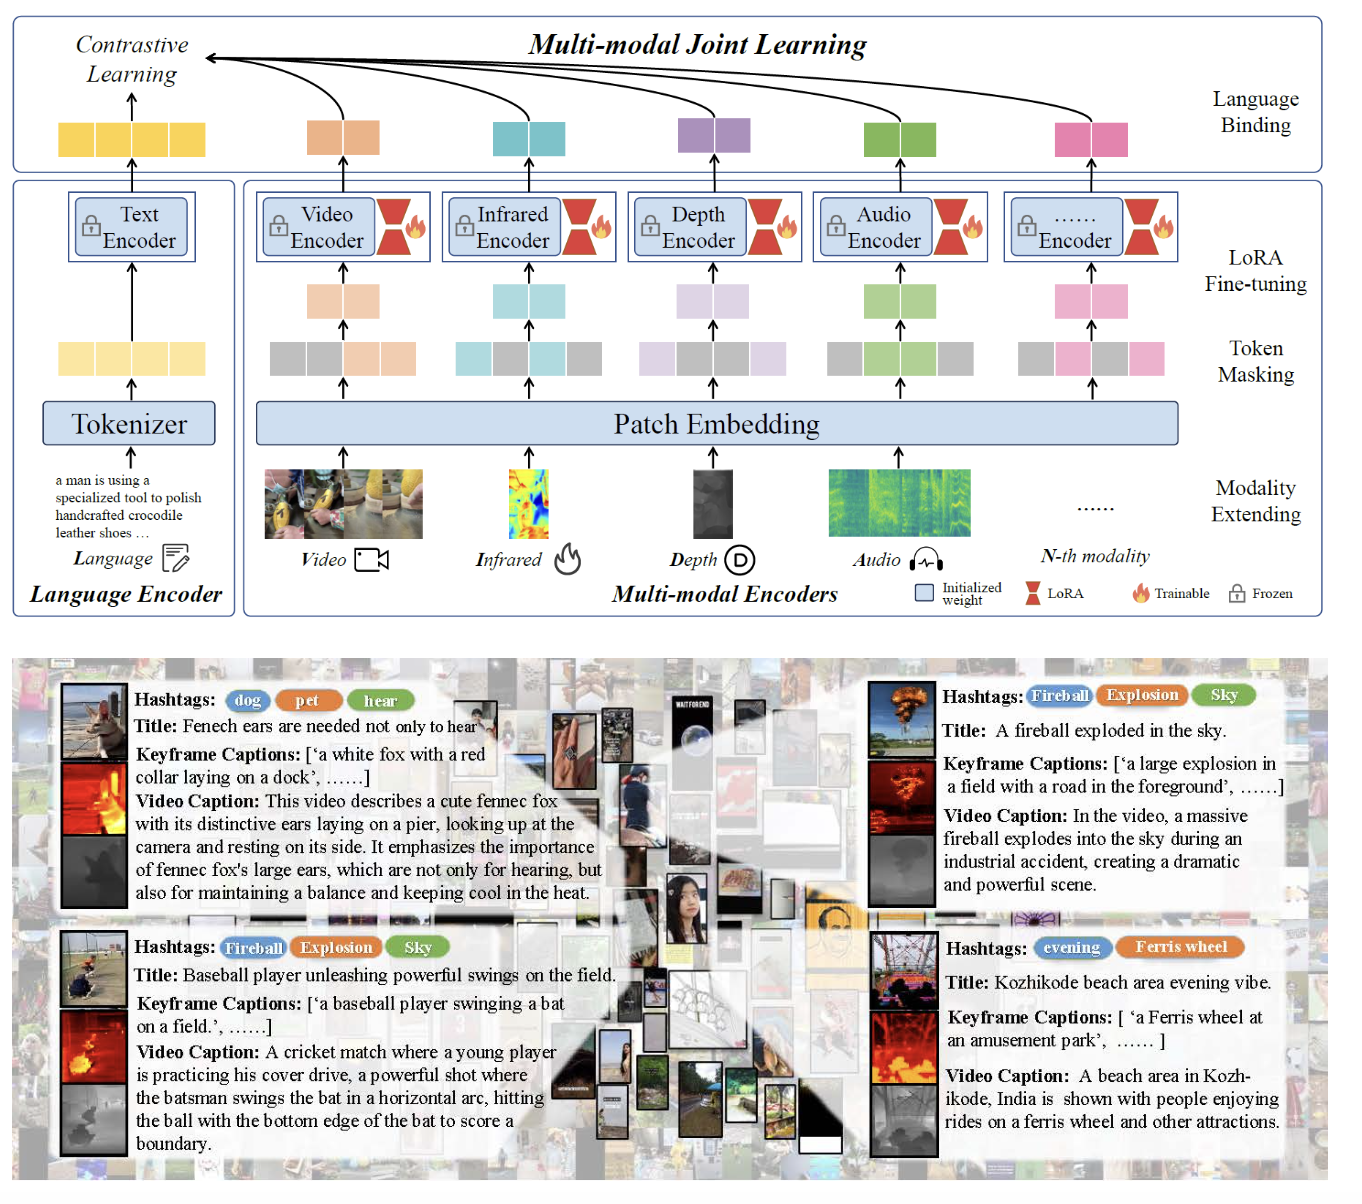 Contrastive
Learning
Multi-modal Joint Learning
Language
Binding
Text
Encoder
Video
Encoder
Infrared
Encoder
Depth
Encoder
Audio
Encoder
......
Encoder
LoRA
Fine-tuning
Token
Masking
Tokenizer
Patch Embedding
a man is using a
specialized tool to polish
handcrafted crocodile
leather shoes ...
Language
Language Encoder
Video
Infrared
Depth
D
Audio
......
N-th modality
Modality
Extending
Multi-modal Encoders
Initialized
weight
LoRA
Trainable
Frozen
Hashtags: dog pet hear
Title: Fenech ears are needed not only to hear
Keyframe Captions: [‘a white fox with a red
collar laying on a dock’, ……]
Video Caption: This video describes a cute fennec fox
with its distinctive ears laying on a pier, looking up at the
camera and resting on its side. It emphasizes the importance
of fennec fox's large ears, which are not only for hearing, but
also for maintaining a balance and keeping cool in the heat.
WAIT FOR END
Hashtags: Fireball Explosion Sky
Title: A fireball exploded in the sky.
Keyframe Captions: [‘a large explosion in
a field with a road in the foreground’, ……]
Video Caption: In the video, a massive
fireball explodes into the sky during an
industrial accident, creating a dramatic
and powerful scene.
Hashtags: Fireball Explosion Sky
Title: Baseball player unleashing powerful swings on the field.
Keyframe Captions: [‘a baseball player swinging a bat
on a field.’, ……]
Video Caption: A cricket match where a young player
is practicing his cover drive, a powerful shot where
the batsman swings the bat in a horizontal arc, hitting
the ball with the bottom edge of the bat to score a
boundary.
Hashtags: evening Ferris wheel
Title: Kozhikode beach area evening vibe.
Keyframe Captions: [ ‘a Ferris wheel at
an amusement park’, …… ]
Video Caption: A beach area in Kozh-
ikode, India is shown with people enjoying
rides on a ferris wheel and other attractions.